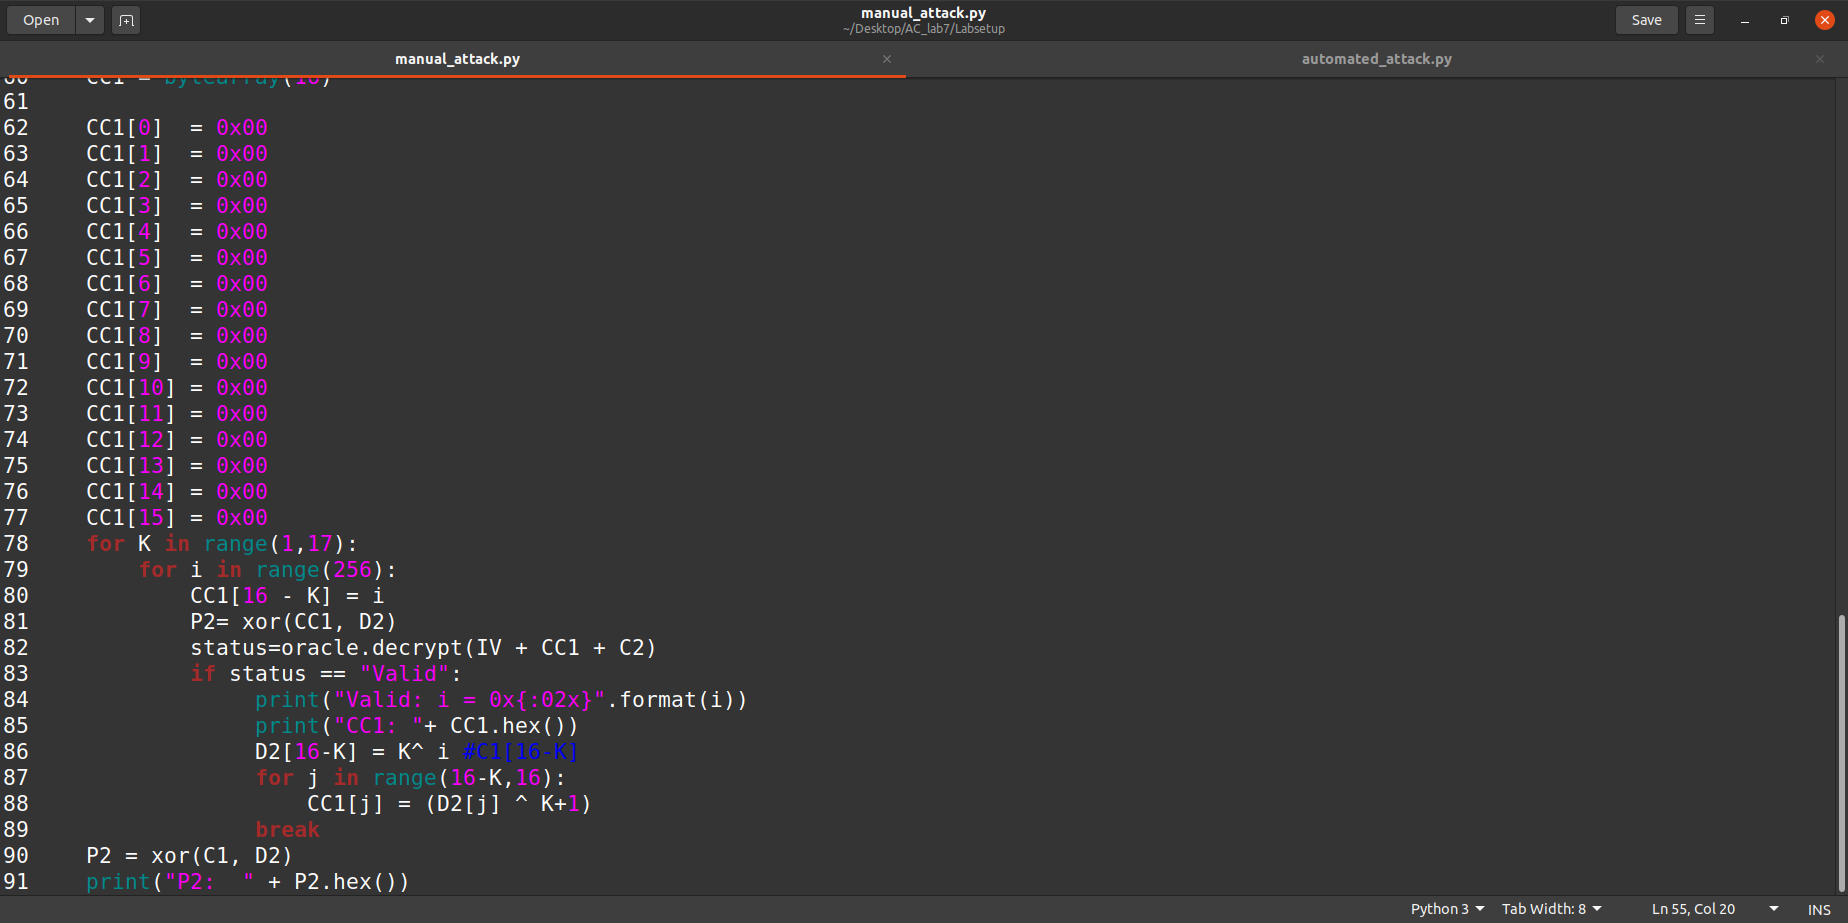 Open
manual_attack.py
~/Desktop/AC_lab7/Labsetup
Save
manual_attack.py
automated_attack.py
60 CC1 = bytearray(16)
61
62 CC1[0]  = 0x00
63 CC1[1]  = 0x00
64 CC1[2]  = 0x00
65 CC1[3]  = 0x00
66 CC1[4]  = 0x00
67 CC1[5]  = 0x00
68 CC1[6]  = 0x00
69 CC1[7]  = 0x00
70 CC1[8]  = 0x00
71 CC1[9]  = 0x00
72 CC1[10] = 0x00
73 CC1[11] = 0x00
74 CC1[12] = 0x00
75 CC1[13] = 0x00
76 CC1[14] = 0x00
77 CC1[15] = 0x00
78 for K in range(1,17):
79     for i in range(256):
80         CC1[16 - K] = i
81         P2= xor(CC1, D2)
82         status=oracle.decrypt(IV + CC1 + C2)
83         if status == "Valid":
84              print("Valid: i = 0x{:02x}".format(i))
85              print("CC1: "+ CC1.hex())
86              D2[16-K] = K^ i #C1[16-K]
87              for j in range(16-K,16):
88                  CC1[j] = (D2[j] ^ K+1)
89              break
90 P2 = xor(C1, D2)
91 print("P2:  " + P2.hex())
Python 3 Tab Width: 8 Ln 55, Col 20 INS